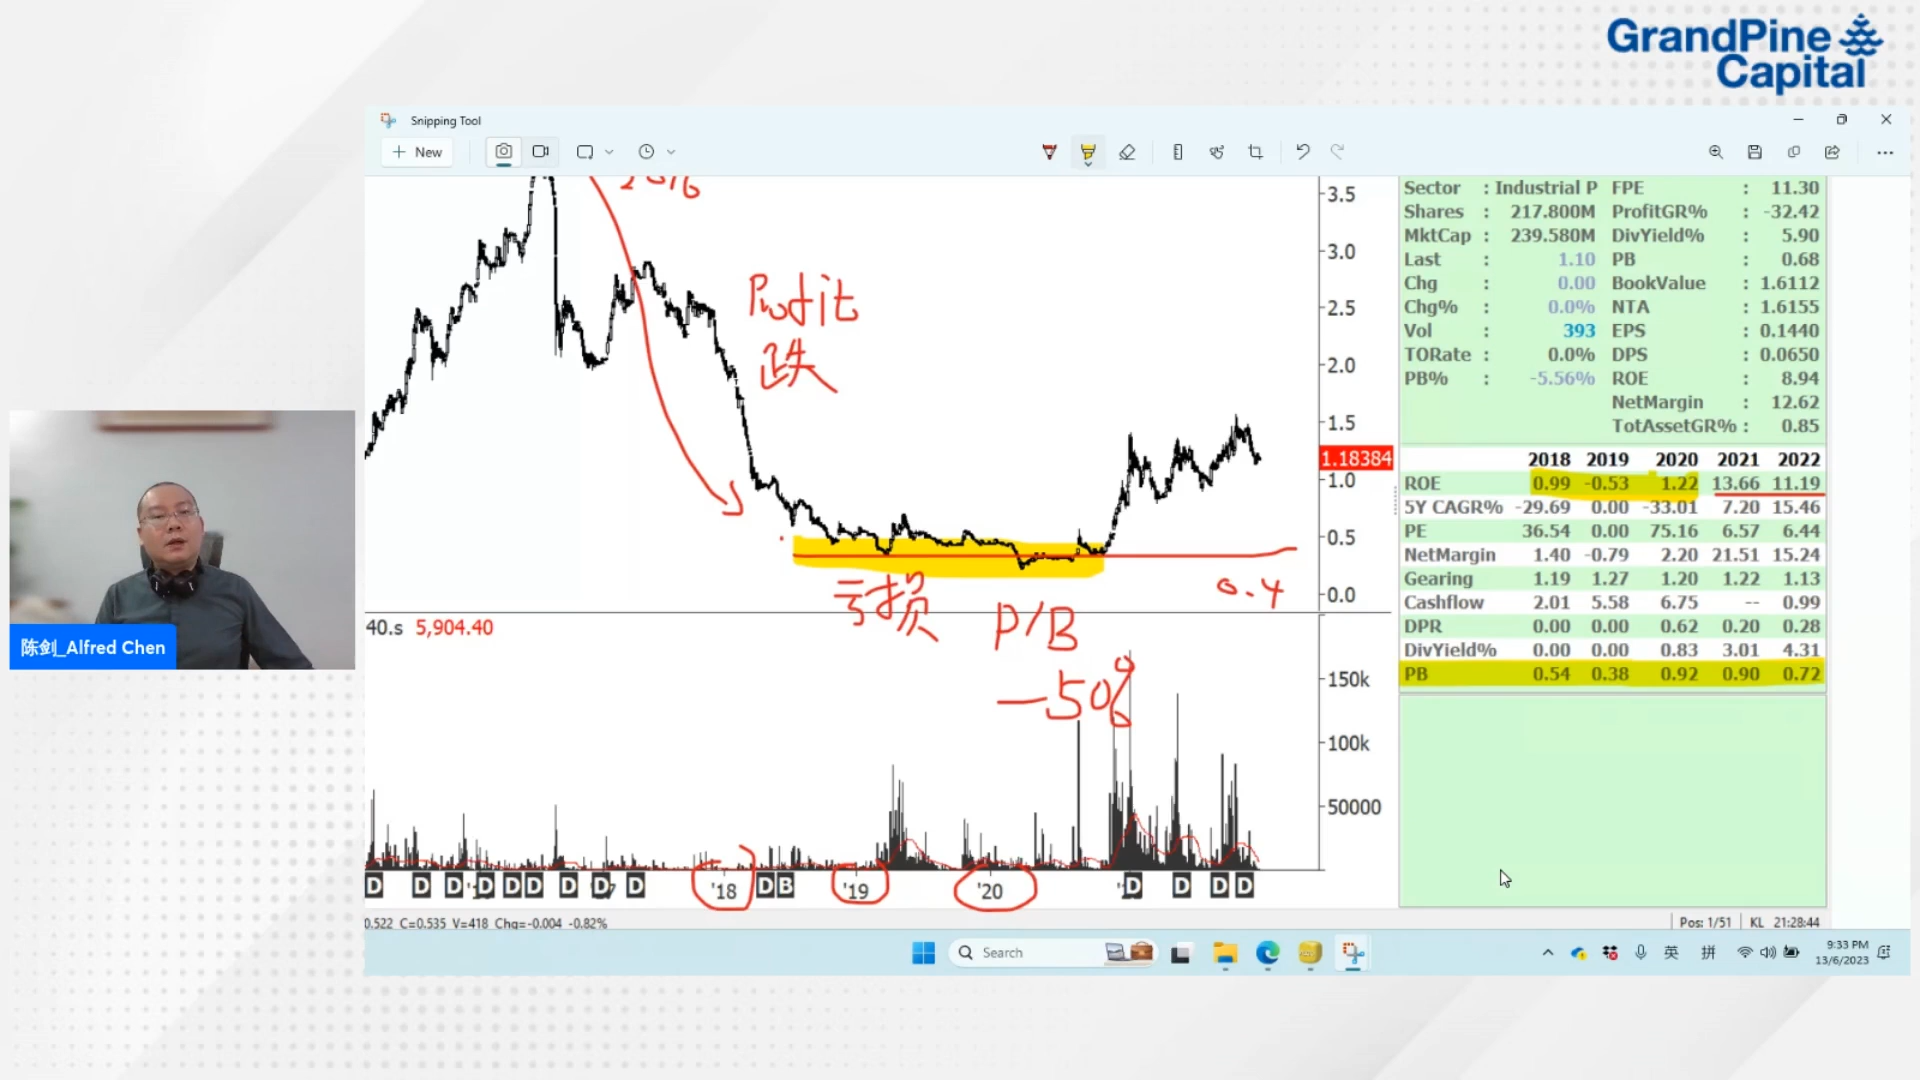 GrandPine
Capital
Snipping Tool
New
2016
Profit
跌
亏损
P/B
-50%
0.4
3.5
3.0
2.5
2.0
1.5
1.18384
1.0
0.5
0.0
40.s 5,904.40
150k
100k
50000
D D D D D D D D D '18 D B '19 '20 D D D D
0.522 C=0.535 V=418 Chg=-0.004 -0.82%
Sector : Industrial P FPE : 11.30
Shares : 217.800M ProfitGR% : -32.42
MktCap : 239.580M DivYield% : 5.90
Last : 1.10 PB : 0.68
Chg : 0.00 BookValue : 1.6112
Chg% : 0.0% NTA : 1.6155
Vol : 393 EPS : 0.1440
TORate : 0.0% DPS : 0.0650
PB% : -5.56% ROE : 8.94
NetMargin : 12.62
TotAssetGR% : 0.85
2018 2019 2020 2021 2022
ROE 0.99 -0.53 1.22 13.66 11.19
5Y CAGR% -29.69 0.00 -33.01 7.20 15.46
PE 36.54 0.00 75.16 6.57 6.44
NetMargin 1.40 -0.79 2.20 21.51 15.24
Gearing 1.19 1.27 1.20 1.22 1.13
Cashflow 2.01 5.58 6.75 -- 0.99
DPR 0.00 0.00 0.62 0.20 0.28
DivYield% 0.00 0.00 0.83 3.01 4.31
PB 0.54 0.38 0.92 0.90 0.72
Pos: 1/51 KL 21:28:44
陈剑_Alfred Chen
Search
英 拼
9:33 PM
13/6/2023